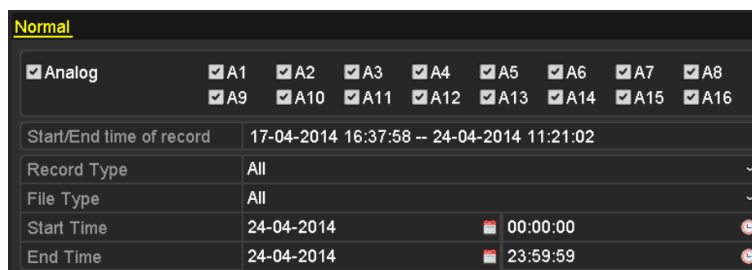 Normal
Analog A1 A2 A3 A4 A5 A6 A7 A8
A9 A10 A11 A12 A13 A14 A15 A16
Start/End time of record 17-04-2014 16:37:58 -- 24-04-2014 11:21:02
Record Type All
File Type All
Start Time 24-04-2014 00:00:00
End Time 24-04-2014 23:59:59